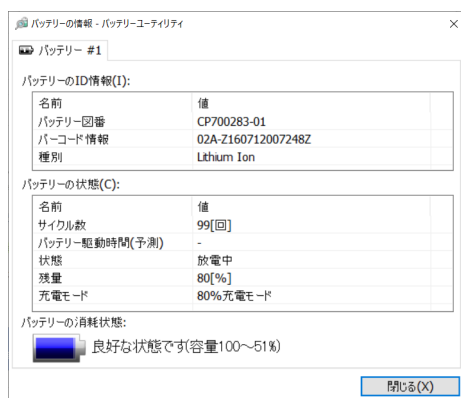 バッテリーの情報 - バッテリーユーティリティ
バッテリー #1
バッテリーのID情報(I):
名前 値
バッテリー図番 CP700283-01
バーコード情報 02A-Z160712007248Z
種別 Lithium Ion
バッテリーの状態(C):
名前 値
サイクル数 99[回]
バッテリー駆動時間(予測) -
状態 放電中
残量 80[%]
充電モード 80%充電モード
バッテリーの消耗状態:
良好な状態です(容量100～51%)
閉じる(X)